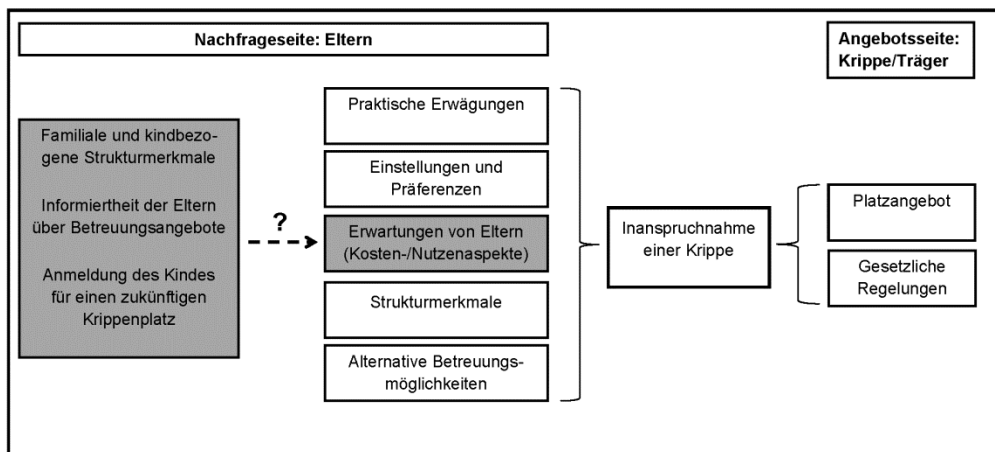 Nachfrageseite: Eltern
Angebotsseite:
Krippe/Träger
Familiale und kindbezo-
gene Strukturmerkmale
Informiertheit der Eltern
über Betreuungsangebote
Anmeldung des Kindes
für einen zukünftigen
Krippenplatz
?
Praktische Erwägungen
Einstellungen und
Präferenzen
Erwartungen von Eltern
(Kosten-/Nutzenaspekte)
Strukturmerkmale
Alternative Betreuungs-
möglichkeiten
Inanspruchnahme
einer Krippe
Platzangebot
Gesetzliche
Regelungen